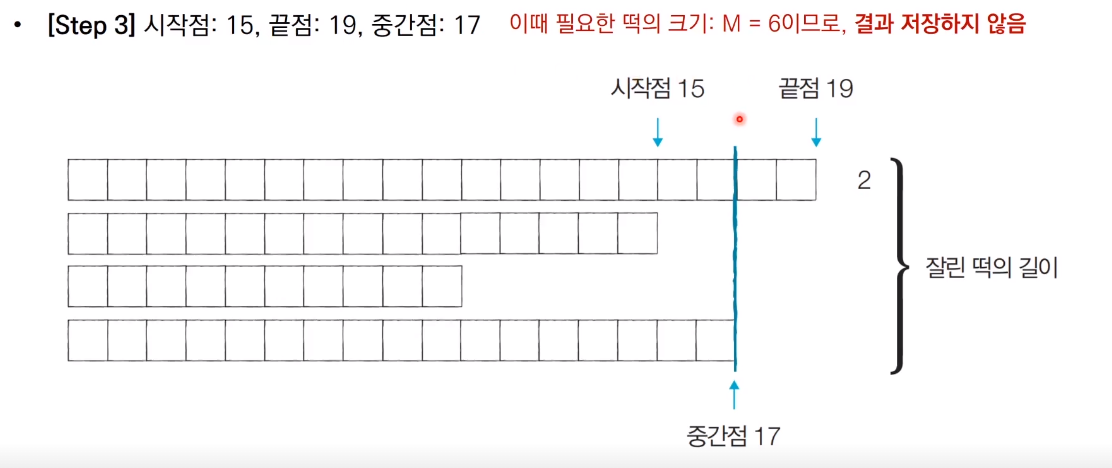 • [Step 3] 시작점: 15, 끝점: 19, 중간점: 17 이때 필요한 떡의 크기: M = 6이므로, 결과 저장하지 않음
시작점 15 끝점 19
2
잘린 떡의 길이
중간점 17